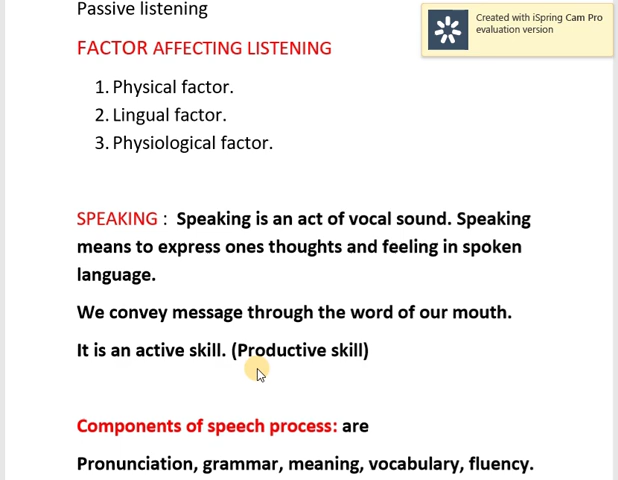 Passive listening
Created with iSpring Cam Pro
evaluation version
FACTOR AFFECTING LISTENING
1. Physical factor.
2. Lingual factor.
3. Physiological factor.
SPEAKING : Speaking is an act of vocal sound. Speaking
means to express ones thoughts and feeling in spoken
language.
We convey message through the word of our mouth.
It is an active skill. (Productive skill)
Components of speech process: are
Pronunciation, grammar, meaning, vocabulary, fluency.